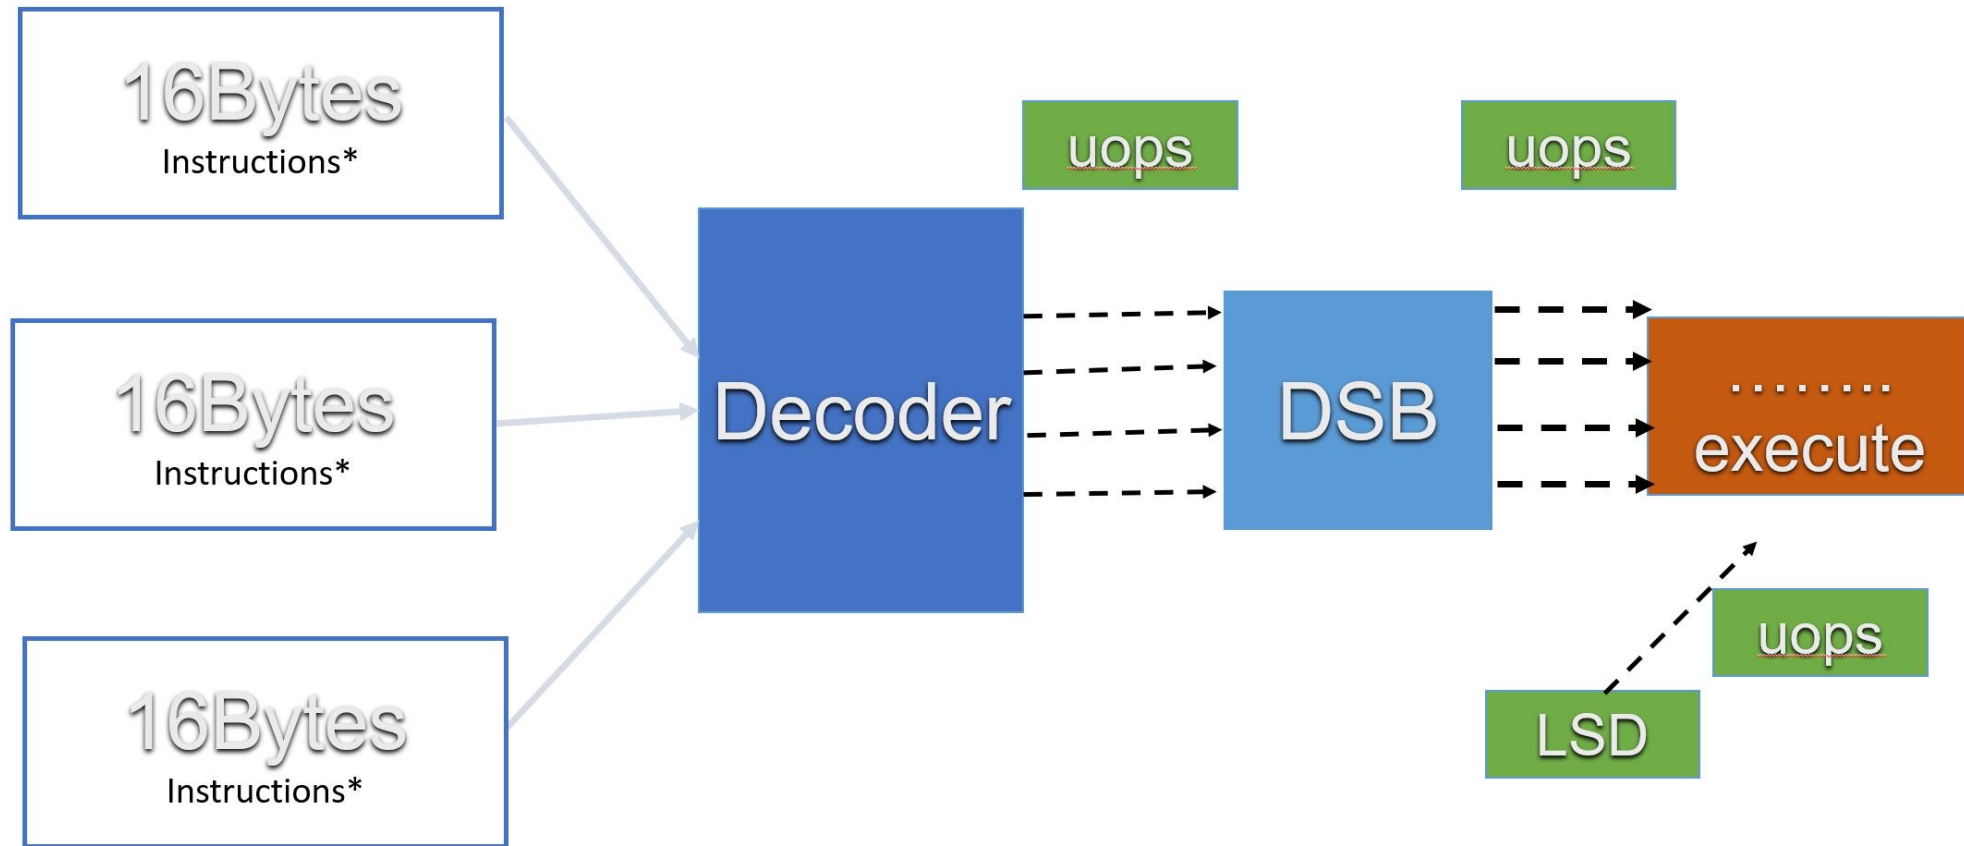 16Bytes
Instructions*
16Bytes
Instructions*
16Bytes
Instructions*
Decoder
uops
DSB
uops
........
execute
uops
LSD